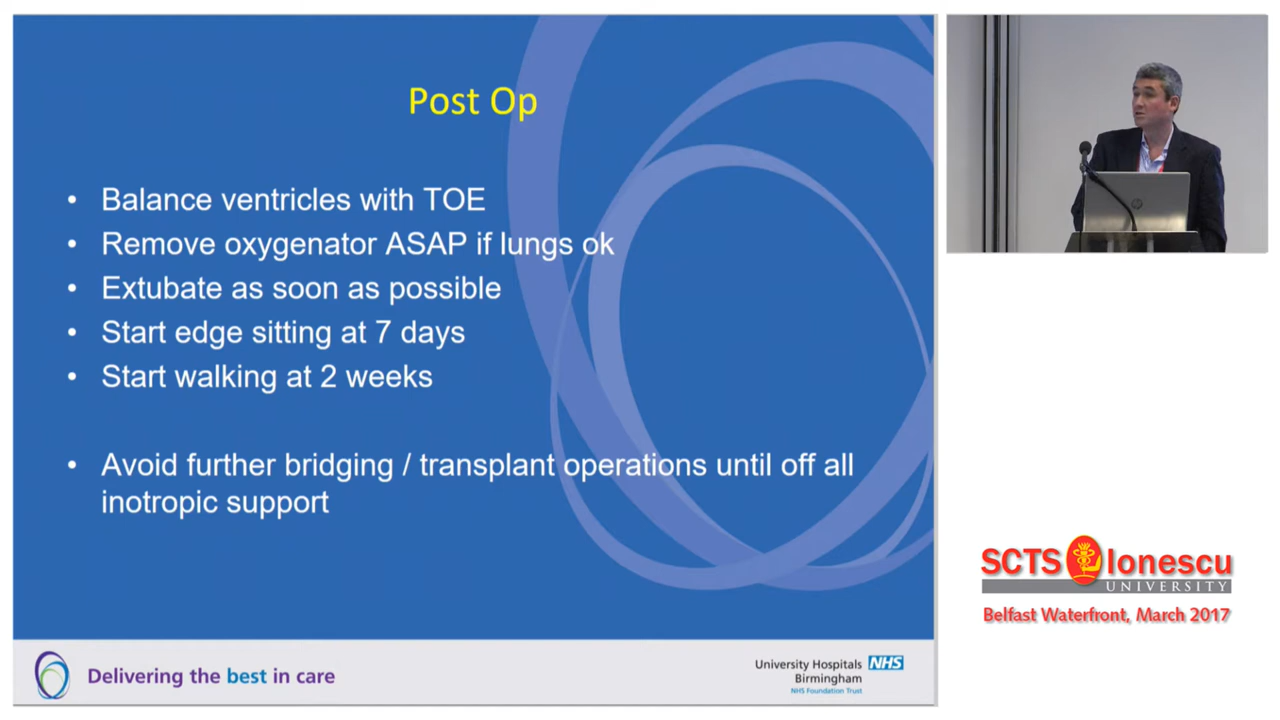 Post Op
• Balance ventricles with TOE
• Remove oxygenator ASAP if lungs ok
• Extubate as soon as possible
• Start edge sitting at 7 days
• Start walking at 2 weeks
• Avoid further bridging / transplant operations until off all
inotropic support
Delivering the best in care
University Hospitals NHS
Birmingham
NHS Foundation Trust
SCTS Ionescu
UNIVERSITY
Belfast Waterfront, March 2017